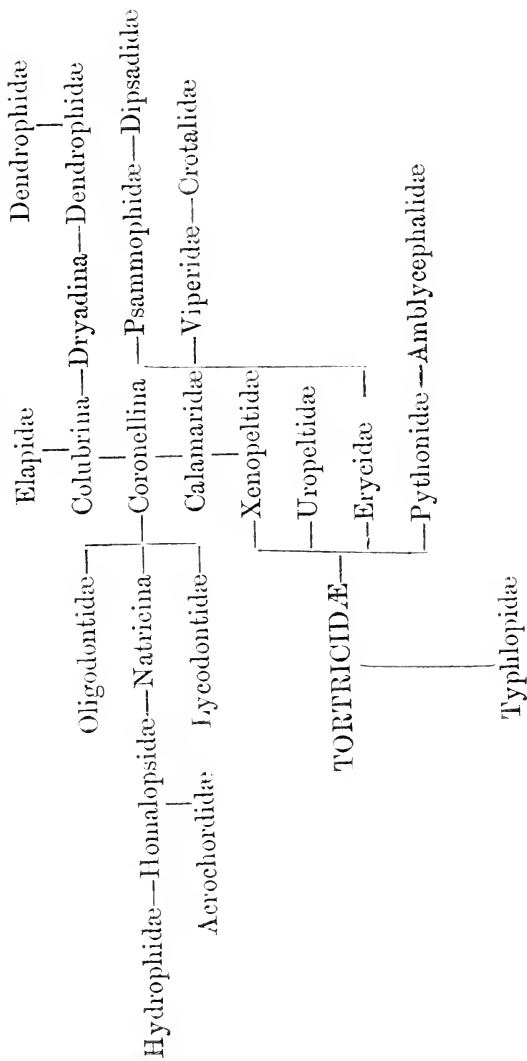 Elapidæ Dendrophidæ
Oligodontidæ— Colubrina—Dryadina—Dendrophidæ
Hydrophidæ—Homalopsidæ—Natricina—Coronellina —Psammophidæ—Dipsadidæ
Acrochordidæ Lycodontidæ— Calamaridæ—Viperidæ—Crotalidæ
—Xenopeltidæ
—Uropeltidæ
TORTRICIDÆ—
—Erycidæ —
—Pythonidæ—Amblycephalidæ
Typhlopidæ